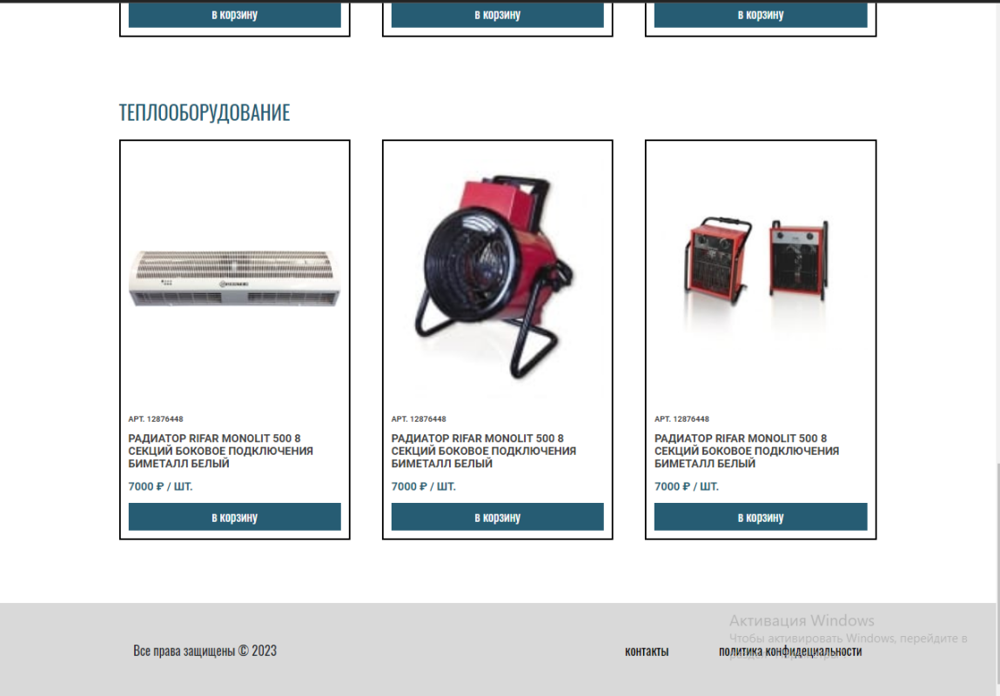 в корзину
в корзину
в корзину
ТЕПЛООБОРУДОВАНИЕ
АРТ. 12876448
РАДИАТОР RIFAR MONOLIT 500 8
СЕКЦИЙ БОКОВОЕ ПОДКЛЮЧЕНИЯ
БИМЕТАЛЛ БЕЛЫЙ
7000 ₽ / ШТ.
в корзину
АРТ. 12876448
РАДИАТОР RIFAR MONOLIT 500 8
СЕКЦИЙ БОКОВОЕ ПОДКЛЮЧЕНИЯ
БИМЕТАЛЛ БЕЛЫЙ
7000 ₽ / ШТ.
в корзину
АРТ. 12876448
РАДИАТОР RIFAR MONOLIT 500 8
СЕКЦИЙ БОКОВОЕ ПОДКЛЮЧЕНИЯ
БИМЕТАЛЛ БЕЛЫЙ
7000 ₽ / ШТ.
в корзину
Активация Windows
Чтобы активировать Windows, перейдите в
Все права защищены © 2023
контакты
политика конфидециальности